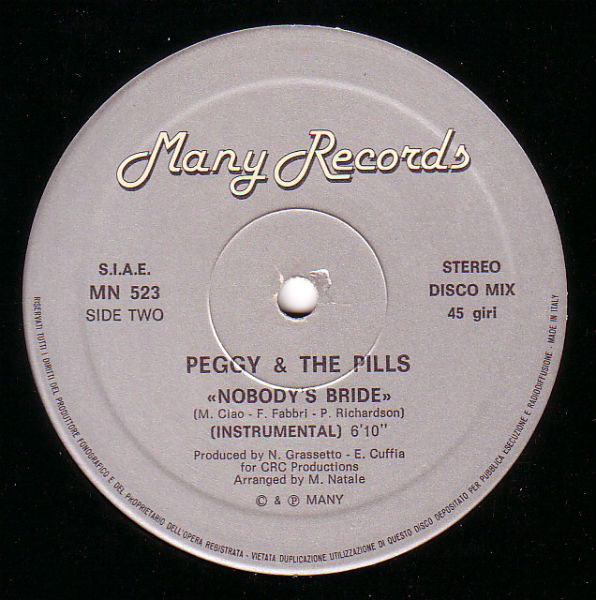 Many Records
S.I.A.E.
MN 523
SIDE TWO
STEREO
DISCO MIX
45 giri
PEGGY & THE PILLS
«NOBODY'S BRIDE»
(M. Ciao - F. Fabbri - P. Richardson)
(INSTRUMENTAL) 6'10"
Produced by N. Grassetto - E. Cuffia
for CRC Productions
Arranged by M. Natale
© & ℗ MANY
RISERVATI TUTTI I DIRITTI DEL PRODUTTORE FONOGRAFICO E DEL PROPRIETARIO DELL'OPERA REGISTRATA - VIETATA DUPLICAZIONE UTILIZZAZIONE DI QUESTO DISCO DEPOSITATO PER PUBBLICA ESECUZIONE E RADIODIFFUSIONE - MADE IN ITALY